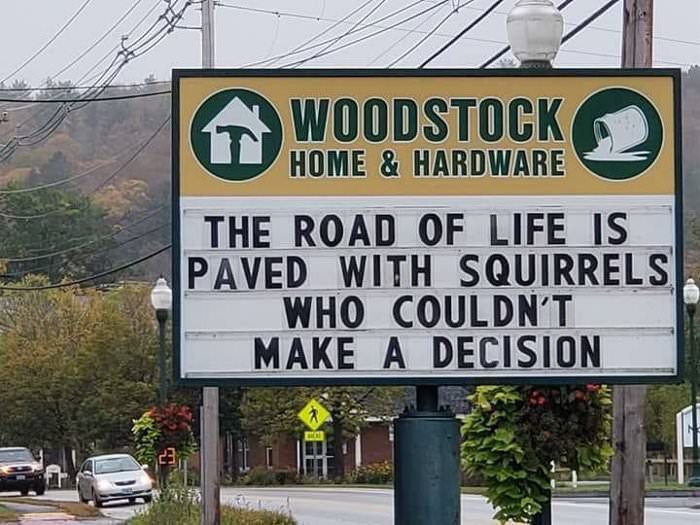 WOODSTOCK
HOME & HARDWARE
THE ROAD OF LIFE IS
PAVED WITH SQUIRRELS
WHO COULDN'T
MAKE A DECISION